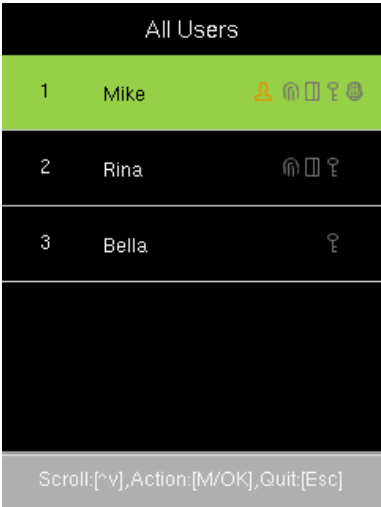 All Users
1 Mike
2 Rina
3 Bella
Scroll:[^v],Action:[M/OK],Quit:[Esc]